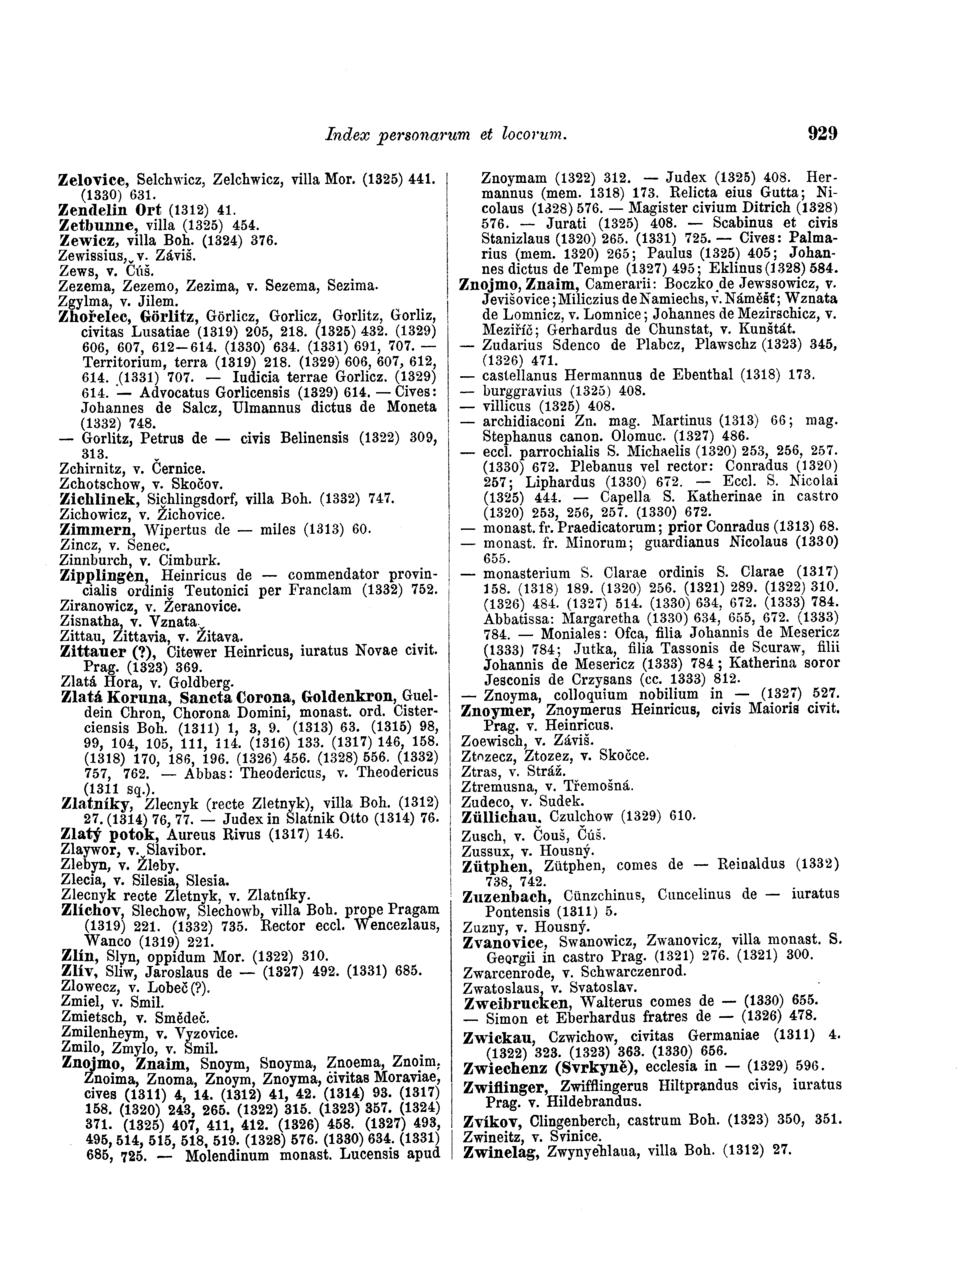 Index personarum et locorum. 929
Zelovice, Selchwicz, Zelchwicz, villa Mor. (1325) 441.
(1330) 631.
Zendelin Ort (1312) 41.
Zetbunne, villa (1325) 454.
Zewicz, villa Boh. (1324) 376.
Zewissius, v. Záviš.
Zews, v. Čúš.
Zezema, Zezemo, Zezima, v. Sezema, Sezima.
Zgylma, v. Jilem.
Zhořelec, Görlitz, Görlicz, Gorlicz, Gorlitz, Gorliz,
civitas Lusatiae (1319) 205, 218. (1325) 432. (1329)
606, 607, 612—614. (1330) 634. (1331) 691, 707. —
Territorium, terra (1319) 218. (1329) 606, 607, 612,
614. (1331) 707. — Iudicia terrae Gorlicz. (1329)
614. — Advocatus Gorlicensis (1329) 614. — Cives:
Johannes de Salcz, Ulmannus dictus de Moneta
(1332) 748.
— Gorlitz, Petrus de — civis Belinensis (1322) 309,
313.
Zchirnitz, v. Černice.
Zchotschow, v. Skočov.
Zichlinek, Sichlingsdorf, villa Boh. (1332) 747.
Zichowicz, v. Žichovice.
Zimmern, Wipertus de — miles (1313) 60.
Zincz, v. Senec.
Zinnburch, v. Cimburk.
Zipplingen, Heinricus de — commendator provin-
cialis ordinis Teutonici per Franclam (1332) 752.
Ziranowicz, v. Žeranovice.
Zisnatha, v. Vznata.
Zittau, Zittavia, v. Žitava.
Zittauer (?), Citewer Heinricus, iuratus Novae civit.
Prag. (1323) 369.
Zlatá Hora, v. Goldberg.
Zlatá Koruna, Sancta Corona, Goldenkron, Guel-
dein Chron, Chorona Domini, monast. ord. Cister-
ciensis Boh. (1311) 1, 3, 9. (1313) 63. (1315) 98,
99, 104, 105, 111, 114. (1316) 133. (1317) 146, 158.
(1318) 170, 186, 196. (1326) 456. (1328) 556. (1332)
757, 762. — Abbas: Theodericus, v. Theodericus
(1311 sq.).
Zlatníky, Zlecnyk (recte Zletnyk), villa Boh. (1312)
27. (1314) 76, 77. — Judex in Slatnik Otto (1314) 76.
Zlatý potok, Aureus Rivus (1317) 146.
Zlaywor, v. Slavibor.
Zlebyn, v. Žleby.
Zlecia, v. Silesia, Slesia.
Zlecnyk recte Zletnyk, v. Zlatníky.
Zlíchov, Slechow, Slechowb, villa Boh. prope Pragam
(1319) 221. (1332) 735. Rector eccl. Wencezlaus,
Wanco (1319) 221.
Zlin, Slyn, oppidum Mor. (1322) 310.
Zliv, Sliw, Jaroslaus de — (1327) 492. (1331) 685.
Zlowecz, v. Lobeč (?).
Zmiel, v. Smil.
Zmietsch, v. Smědeč.
Zmilenheym, v. Vyzovice.
Zmilo, Zmylo, v. Smil.
Znojmo, Znaim, Snoym, Snoyma, Znoema, Znoim,
Znoima, Znoma, Znoym, Znoyma, civitas Moraviae,
cives (1311) 4, 14. (1312) 41, 42. (1314) 93. (1317)
158. (1320) 243, 265. (1322) 315. (1323) 357. (1324)
371. (1325) 407, 411, 412. (1326) 458. (1327) 493,
495, 514, 515, 518, 519. (1328) 576. (1330) 634. (1331)
685, 725. — Molendinum monast. Lucensis apud
Znoymam (1322) 312. — Judex (1325) 408. Her-
mannus (mem. 1318) 173. Relicta eius Gutta; Ni-
colaus (1328) 576. — Magister civium Ditrich (1328)
576. — Jurati (1325) 408. — Scabinus et civis
Stanizlaus (1320) 265. (1331) 725. — Cives: Palma-
rius (mem. 1320) 265; Paulus (1325) 405; Johan-
nes dictus de Tempe (1327) 495; Eklinus (1328) 584.
Znojmo, Znaim, Camerarii: Boczko de Jewssowicz, v.
Jevišovice; Miliczius de Namiechs, v. Náměšť; Wznata
de Lomnicz, v. Lomnice; Johannes de Mezirschicz, v.
Meziříč; Gerhardus de Chunstat, v. Kunštát.
— Zudarius Sdenco de Plabcz, Plawschz (1323) 345,
(1326) 471.
— castellanus Hermannus de Ebenthal (1318) 173.
— burggravius (1325) 408.
— villicus (1325) 408.
— archidiaconi Zn. mag. Martinus (1313) 66; mag.
Stephanus canon. Olomuc. (1327) 486.
— eccl. parrochialis S. Michaelis (1320) 253, 256, 257.
(1330) 672. Plebanus vel rector: Conradus (1320)
257; Liphardus (1330) 672. — Eccl. S. Nicolai
(1325) 444. — Capella S. Katherinae in castro
(1320) 253, 256, 257. (1330) 672.
— monast. fr. Praedicatorum; prior Conradus (1313) 68.
— monast. fr. Minorum; guardianus Nicolaus (1330)
655.
— monasterium S. Clarae ordinis S. Clarae (1317)
158. (1318) 189. (1320) 256. (1321) 289. (1322) 310.
(1326) 484. (1327) 514. (1330) 634, 672. (1333) 784.
Abbatissa: Margaretha (1330) 634, 655, 672. (1333)
784. — Moniales: Ofca, filia Johannis de Mesericz
(1333) 784; Jutka, filia Tassonis de Scuraw, filii
Johannis de Mesericz (1333) 784; Katherina soror
Jesconis de Crzysans (cc. 1333) 812.
— Znoyma, colloquium nobilium in — (1327) 527.
Znoymer, Znoymerus Heinricus, civis Maioris civit.
Prag. v. Heinricus.
Zoewisch, v. Záviš.
Ztozecz, Ztozez, v. Skočce.
Ztras, v. Stráž.
Ztremusna, v. Třemošná.
Zudeco, v. Sudek.
Züllichau, Czulchow (1329) 610.
Zusch, v. Čouš, Čúš.
Zussux, v. Housný.
Zütphen, Zütphen, comes de — Reinaldus (1332)
738, 742.
Zuzenbach, Cünzchinus, Cuncelinus de — iuratus
Pontensis (1311) 5.
Zuzny, v. Housný.
Zvanovice, Swanowicz, Zwanovicz, villa monast. S.
Georgii in castro Prag. (1321) 276. (1321) 300.
Zwarcenrode, v. Schwarczenrod.
Zwatoslaus, v. Svatoslav.
Zweibrucken, Walterus comes de — (1330) 655.
— Simon et Eberhardus fratres de — (1326) 478.
Zwickau, Czwichow, civitas Germaniae (1311) 4.
(1322) 323. (1323) 363. (1330) 656.
Zwiechenz (Svrkyně), ecclesia in — (1329) 596.
Zwiflinger, Zwifflingerus Hiltprandus civis, iuratus
Prag. v. Hildebrandus.
Zvíkov, Clingenberch, castrum Boh. (1323) 350, 351.
Zwineitz, v. Svinice.
Zwinelag, Zwynyehlaua, villa Boh. (1312) 27.